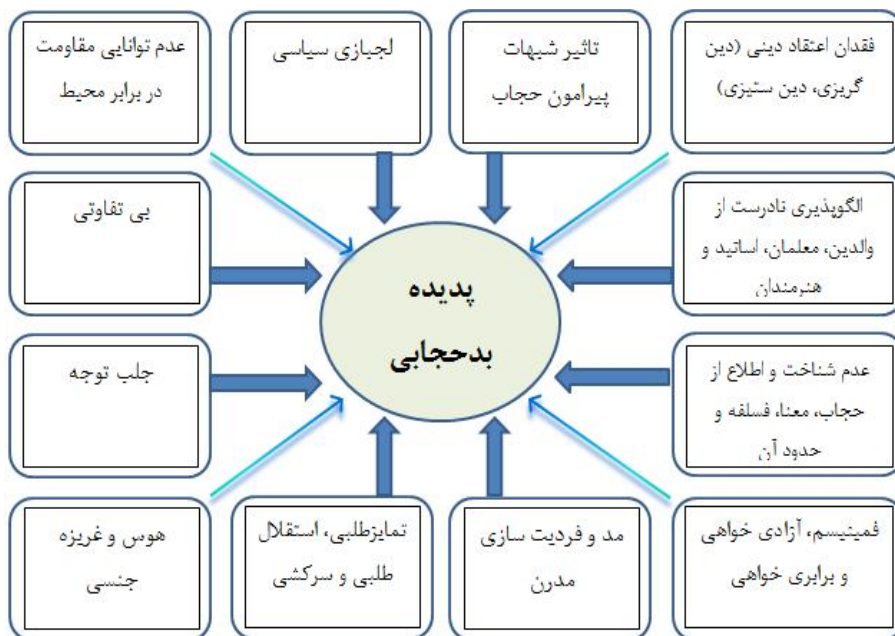 فقدان اعتقاد دینی (دین
گریزی، دین ستیزی)
تاثیر شبهات
پیرامون حجاب
لجبازی سیاسی
عدم توانایی مقاومت
در برابر محیط
الگوپذیری نادرست از
والدین، معلمان، اساتید و
هنرمندان
بی تفاوتی
پدیده
بدحجابی
عدم شناخت و اطلاع از
حجاب، معنا، فسلفه و
حدود آن
جلب توجه
فمینیسم، آزادی خواهی
و برابری خواهی
مد و فردیت سازی
مدرن
تمایزطلبی، استقلال
طلبی و سرکشی
هوس و غریزه
جنسی